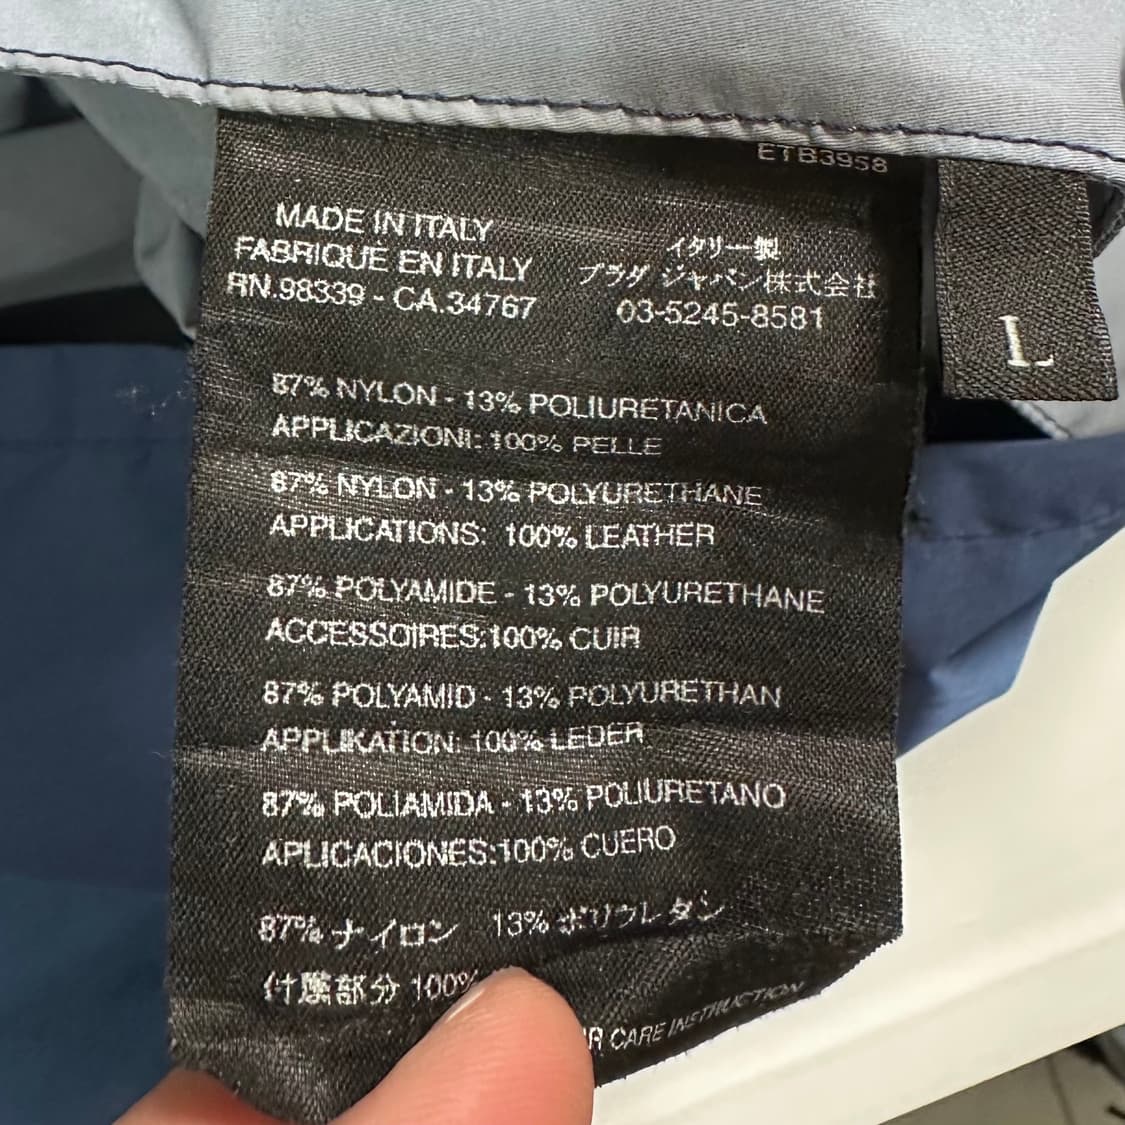 ETB3958
MADE IN ITALY
FABRIQUE EN ITALY
RN.98339 - CA.34767
イタリー製
プラダ ジャパン株式会社
03-5245-8581
L
87% NYLON - 13% POLIURETANICA
APPLICAZIONI: 100% PELLE
87% NYLON - 13% POLYURETHANE
APPLICATIONS: 100% LEATHER
87% POLYAMIDE - 13% POLYURETHANE
ACCESSOIRES:100% CUIR
87% POLYAMID - 13% POLYURETHAN
APPLIKATION: 100% LEDER
87% POLIAMIDA - 13% POLIURETANO
APLICACIONES:100% CUERO
87% ナイロン 13% ポリウレタン
付属部分 100%
CARE INSTRUCTION